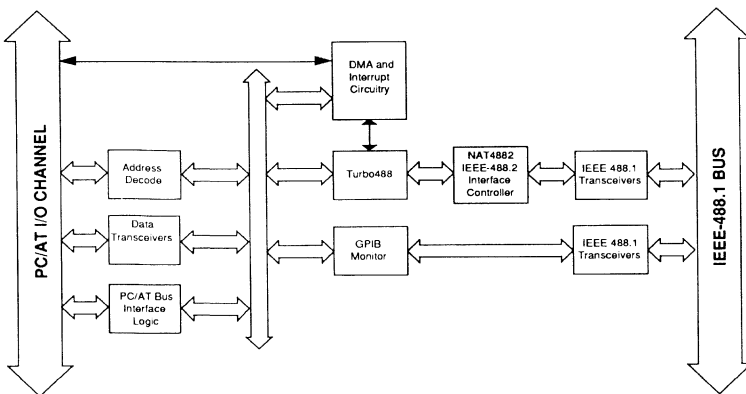 PC/AT I/O CHANNEL
DMA and
Interrupt
Circuitry
Address
Decode
Turbo488
NAT4882
IEEE-488.2
Interface
Controller
IEEE 488.1
Transceivers
Data
Transceivers
GPIB
Monitor
IEEE 488.1
Transceivers
PC/AT Bus
Interface
Logic
IEEE-488.1 BUS